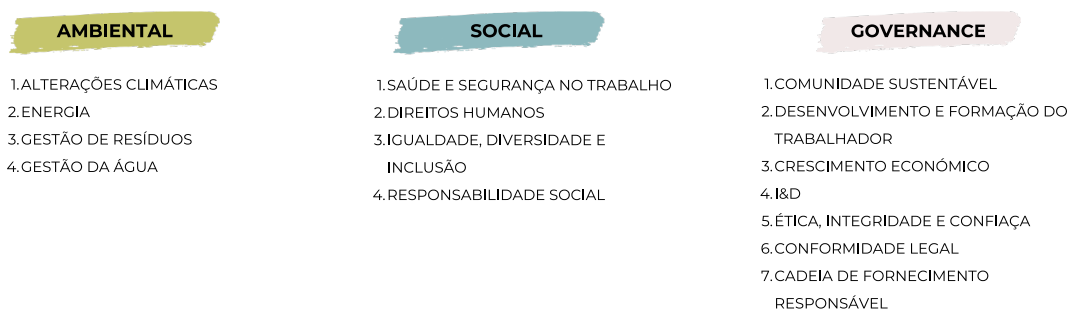 AMBIENTAL
1.ALTERAÇÕES CLIMÁTICAS
2.ENERGIA
3.GESTÃO DE RESÍDUOS
4.GESTÃO DA ÁGUA
SOCIAL
1.SAÚDE E SEGURANÇA NO TRABALHO
2.DIREITOS HUMANOS
3.IGUALDADE, DIVERSIDADE E
INCLUSÃO
4.RESPONSABILIDADE SOCIAL
GOVERNANCE
1.COMUNIDADE SUSTENTÁVEL
2.DESENVOLVIMENTO E FORMAÇÃO DO
TRABALHADOR
3.CRESCIMENTO ECONÓMICO
4.I&D
5.ÉTICA, INTEGRIDADE E CONFIAÇA
6.CONFORMIDADE LEGAL
7.CADEIA DE FORNECIMENTO
RESPONSÁVEL